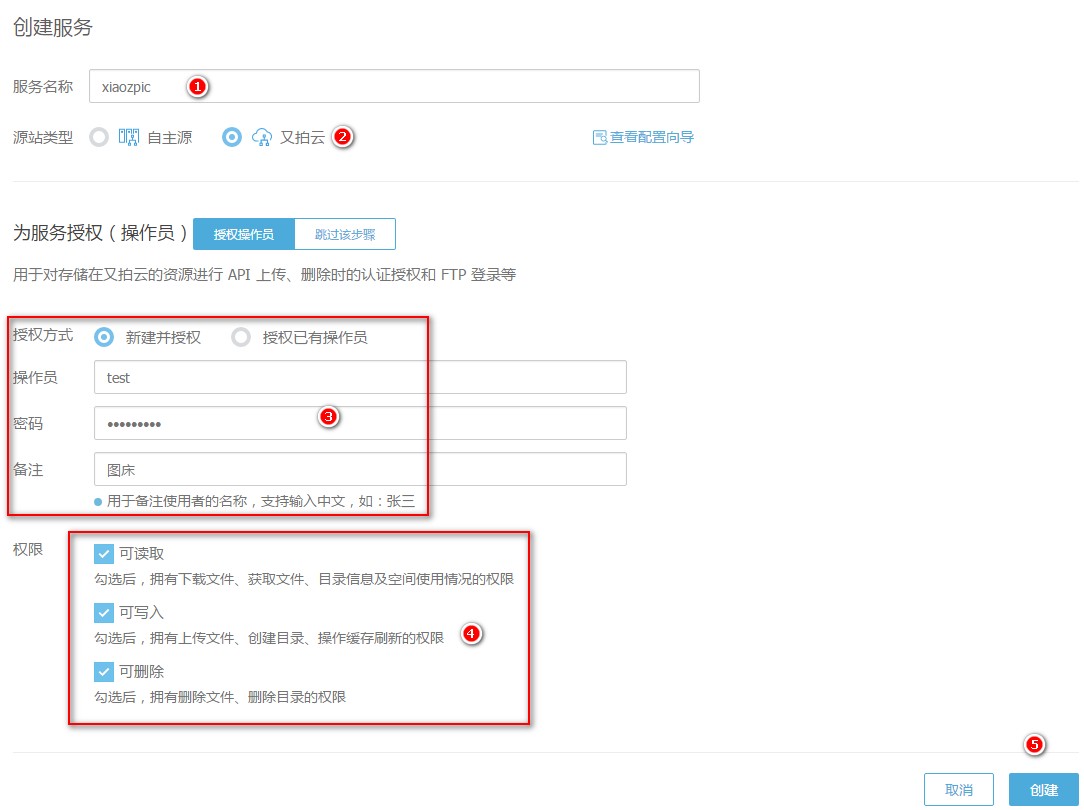 创建服务
服务名称 xiaozpic 1
源站类型 自主源 又拍云 2 查看配置向导
为服务授权（操作员） 授权操作员 跳过该步骤
用于对存储在又拍云的资源进行 API 上传、删除时的认证授权和 FTP 登录等
授权方式 新建并授权 授权已有操作员
操作员 test
密码 ••••••••• 3
备注 图床
用于备注使用者的名称，支持输入中文，如：张三
权限 可读取
勾选后，拥有下载文件、获取文件、目录信息及空间使用情况的权限
可写入
勾选后，拥有上传文件、创建目录、操作缓存刷新的权限 4
可删除
勾选后，拥有删除文件、删除目录的权限
5
取消 创建